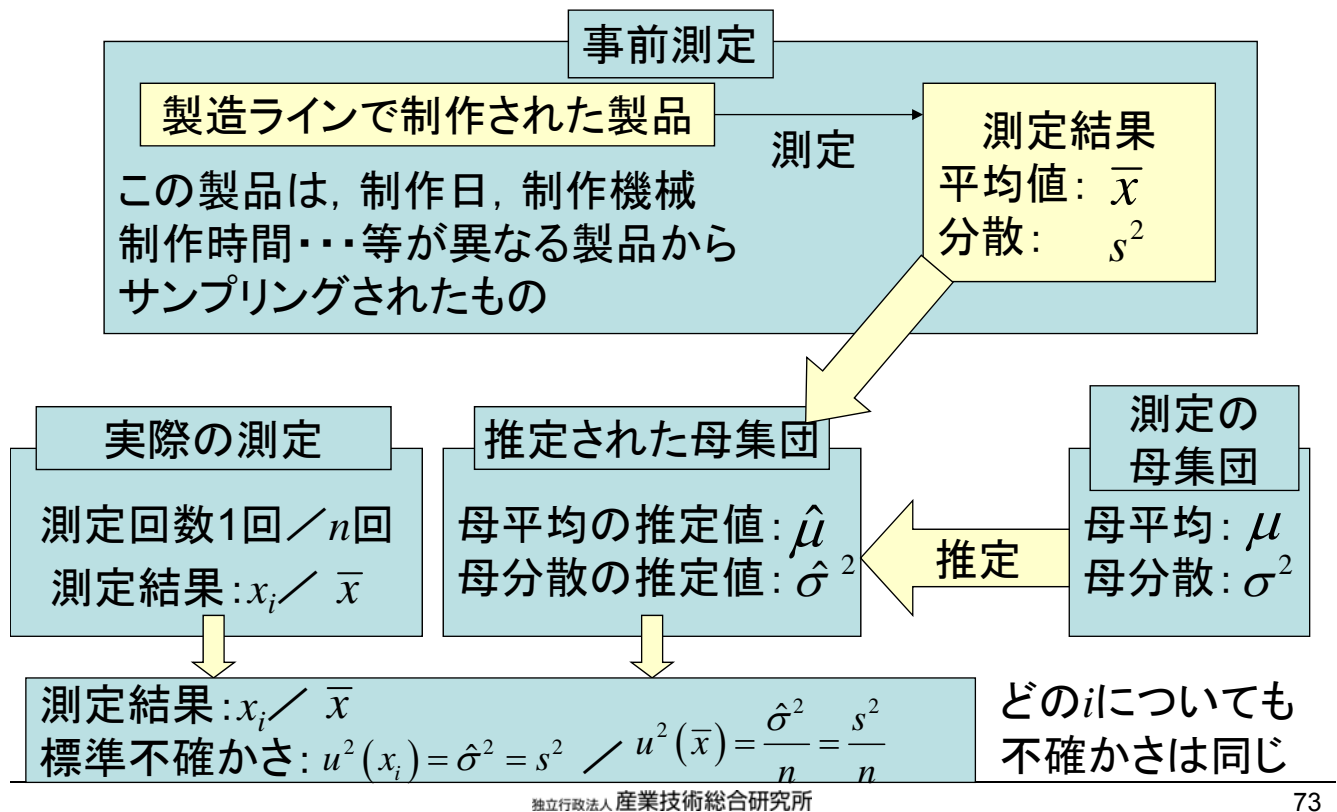 事前測定
製造ラインで制作された製品
測定
測定結果
平均値: x̄
分散: s²
この製品は, 制作日, 制作機械
制作時間・・・等が異なる製品から
サンプリングされたもの
実際の測定
測定回数1回／n回
測定結果:xᵢ／ x̄
推定された母集団
母平均の推定値: μ̂
母分散の推定値: σ̂ ²
推定
測定の
母集団
母平均: μ
母分散: σ²
測定結果:xᵢ／ x̄
標準不確かさ: u²(xᵢ) = σ̂² = s² ／ u²(x̄) = σ̂²/n = s²/n
どのiについても
不確かさは同じ
独立行政法人 産業技術総合研究所
73